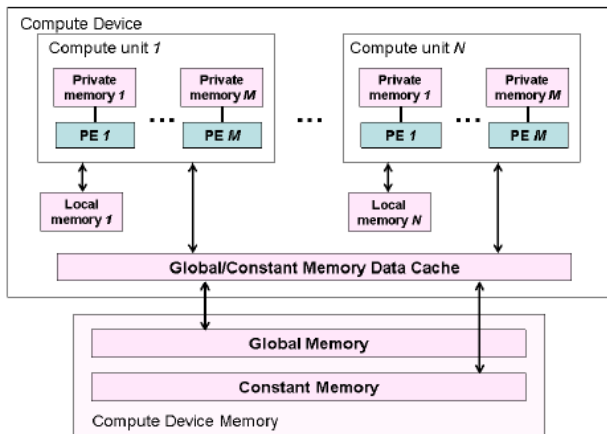 Compute Device
Compute unit 1
Compute unit N
Private
memory 1
Private
memory M
Private
memory 1
Private
memory M
...
...
...
PE 1
PE M
PE 1
PE M
Local
memory 1
Local
memory N
Global/Constant Memory Data Cache
Global Memory
Constant Memory
Compute Device Memory